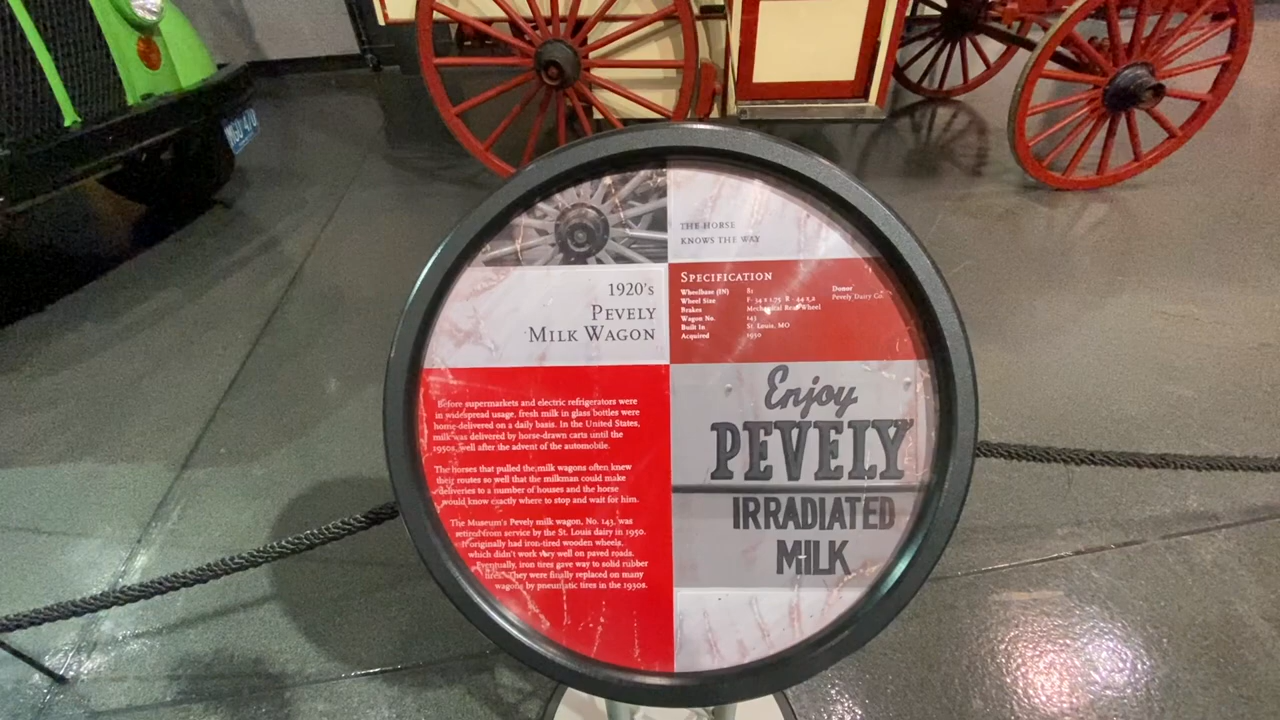 THE HORSE
KNOWS THE WAY
1920's
PEVELY
MILK WAGON
SPECIFICATION
Wheelbase (IN) 81
Wheel Size F- 34 x 1.75 R - 44 x 2
Brakes Mechanical Rear Wheel
Wagon No. 143
Built In St. Louis, MO
Acquired 1950
Donor
Pevely Dairy Co.
Before supermarkets and electric refrigerators were
in widespread usage, fresh milk in glass bottles were
home-delivered on a daily basis. In the United States,
milk was delivered by horse-drawn carts until the
1950s, well after the advent of the automobile.
The horses that pulled the milk wagons often knew
their routes so well that the milkman could make
deliveries to a number of houses and the horse
would know exactly where to stop and wait for him.
The Museum's Pevely milk wagon, No. 143, was
retired from service by the St. Louis dairy in 1950.
It originally had iron-tired wooden wheels,
which didn't work very well on paved roads.
Eventually, iron tires gave way to solid rubber
tires. They were finally replaced on many
wagons by pneumatic tires in the 1930s.
Enjoy
PEVELY
IRRADIATED
MILK